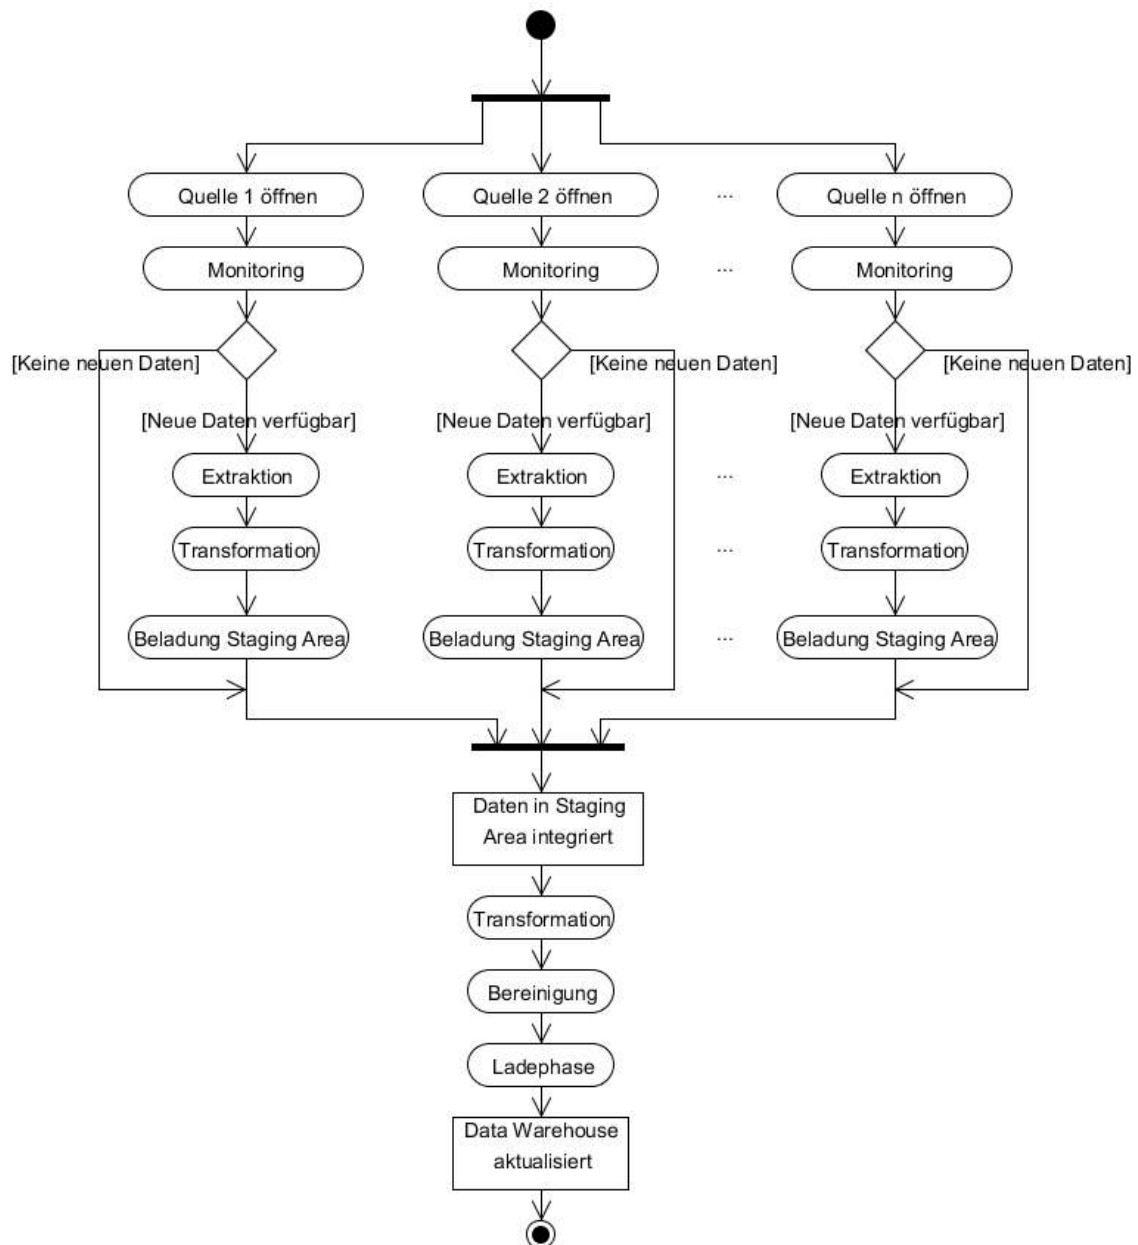 Quelle 1 öffnen
Quelle 2 öffnen
...
Quelle n öffnen
Monitoring
Monitoring
...
Monitoring
[Keine neuen Daten]
[Keine neuen Daten]
[Keine neuen Daten]
[Neue Daten verfügbar]
[Neue Daten verfügbar]
[Neue Daten verfügbar]
Extraktion
Extraktion
...
Extraktion
Transformation
Transformation
...
Transformation
Beladung Staging Area
Beladung Staging Area
...
Beladung Staging Area
Daten in Staging
Area integriert
Transformation
Bereinigung
Ladephase
Data Warehouse
aktualisiert